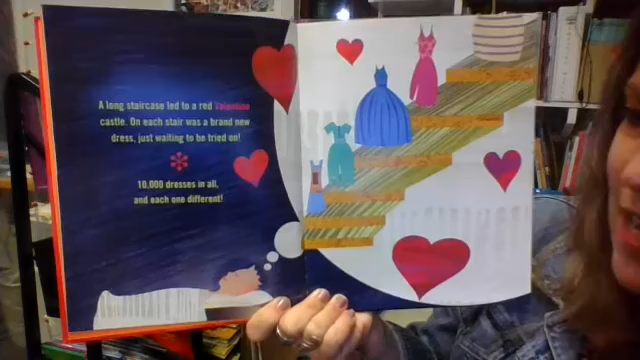 A long staircase led to a red Valentine
castle. On each stair was a brand new
dress, just waiting to be tried on!
10,000 dresses in all,
and each one different!